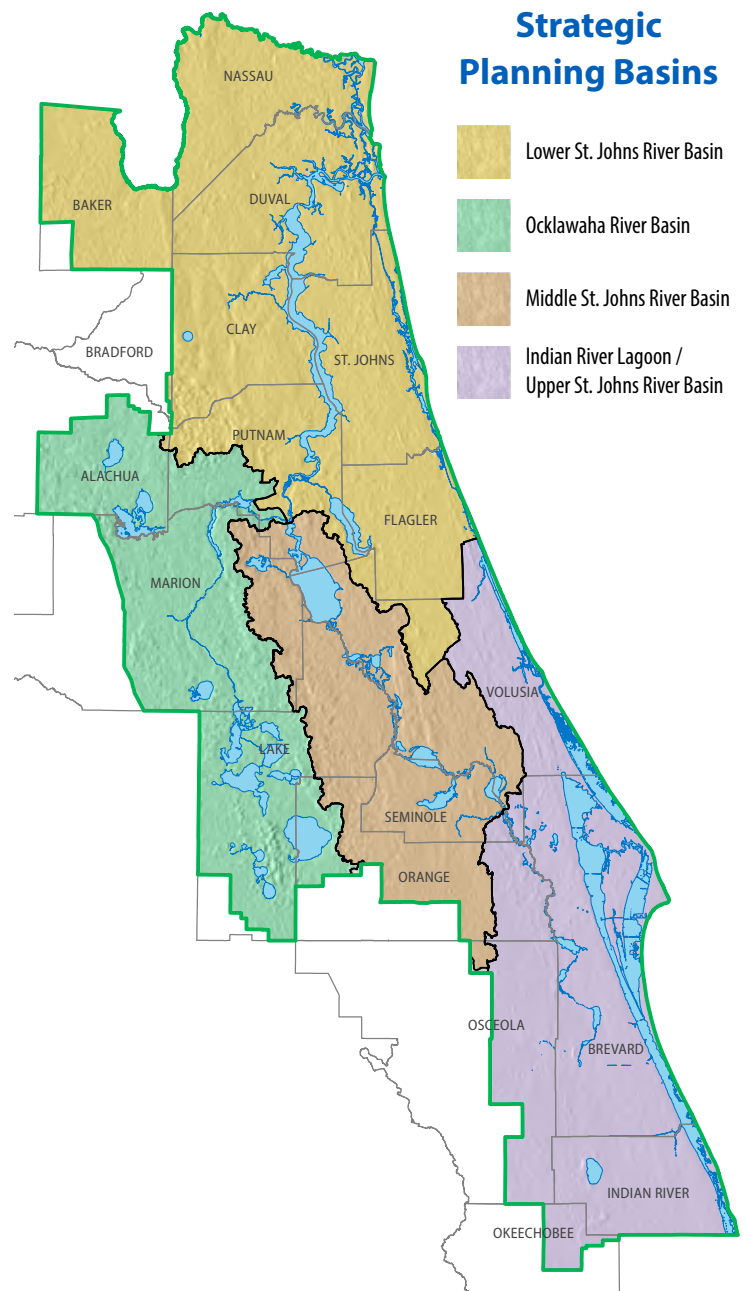 Strategic
Planning Basins
Lower St. Johns River Basin
Ocklawaha River Basin
Middle St. Johns River Basin
Indian River Lagoon /
Upper St. Johns River Basin
NASSAU
DUVAL
BAKER
CLAY
BRADFORD
ST. JOHNS
PUTNAM
ALACHUA
FLAGLER
MARION
VOLUSIA
LAKE
SEMINOLE
ORANGE
OSCEOLA
BREVARD
INDIAN RIVER
OKEECHOBEE